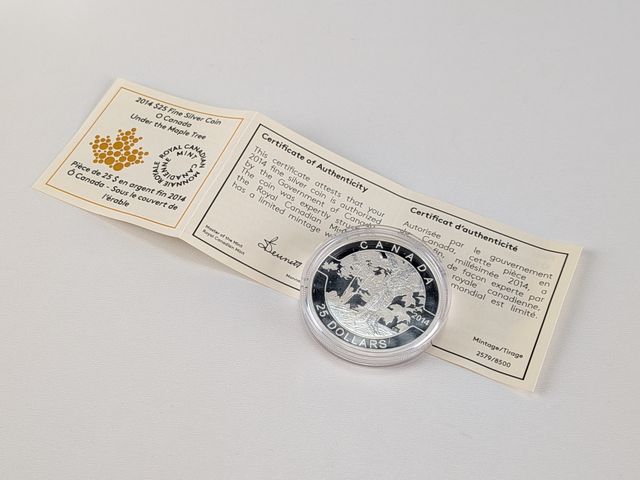 2014 $25 Fine Silver Coin
O Canada
Under the Maple Tree
ROYAL CANADIAN MINT
MONNAIE ROYALE CANADIENNE
Pièce de 25 $ en argent fin 2014
Ô Canada - Sous le couvert de
l'érable
Certificate of Authenticity
This certificate attests that your
2014 fine silver coin is authorized
by the Government of Canada.
The coin was expertly struck
the Royal Canadian Mint
has a limited mintage
Master of the Mint
Royal Canadian Mint
Certificat d'authenticité
Autorisée par le gouvernement
Canada, cette pièce en
millésimée 2014, a
de façon experte par
royale canadienne.
mondial est limité.
Mintage/Tirage
2579/8500
CANADA
2014
25 DOLLARS